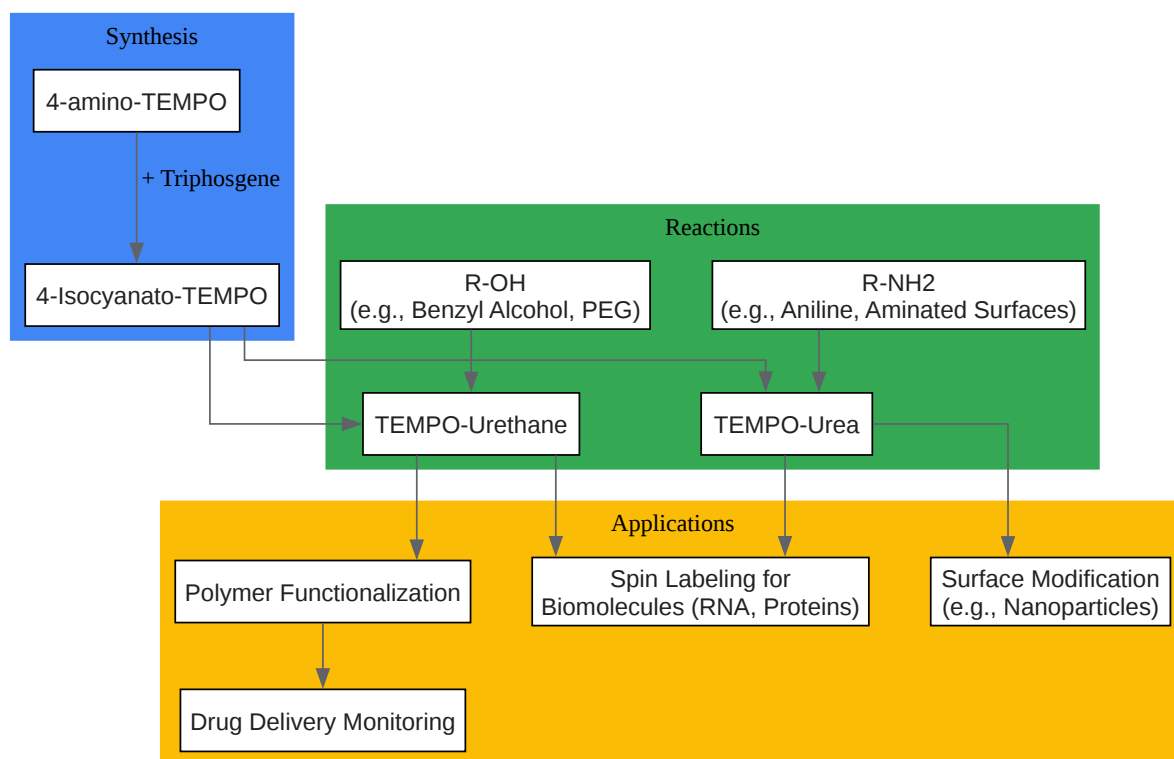 Synthesis
4-amino-TEMPO
+ Triphosgene
4-Isocyanato-TEMPO
Reactions
R-OH
(e.g., Benzyl Alcohol, PEG)
R-NH2
(e.g., Aniline, Aminated Surfaces)
TEMPO-Urethane
TEMPO-Urea
Applications
Polymer Functionalization
Spin Labeling for
Biomolecules (RNA, Proteins)
Surface Modification
(e.g., Nanoparticles)
Drug Delivery Monitoring